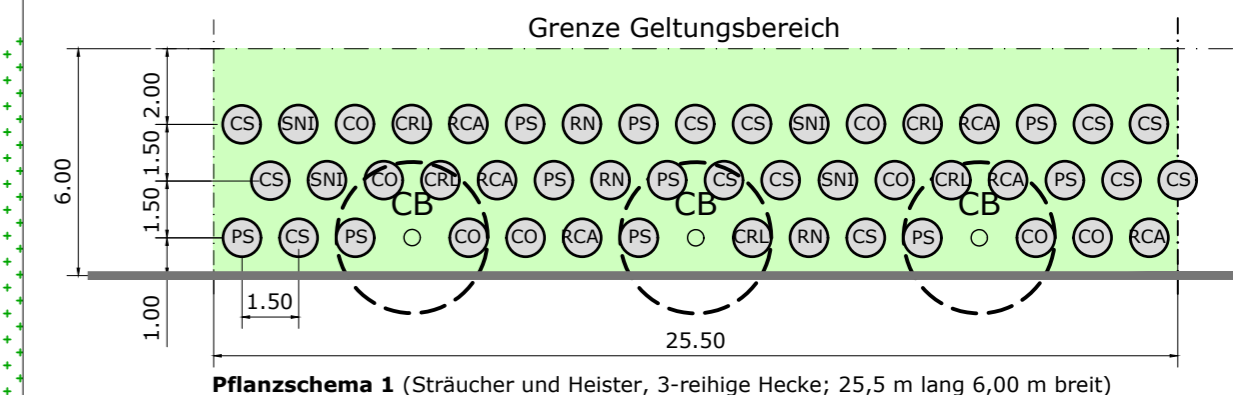 Grenze Geltungsbereich
2.00
CS SNI CO CRL RCA PS RN PS CS CS SNI CO CRL RCA PS CS CS
1.50
6.00
CS SNI CO CRL RCA PS RN PS CS CS SNI CO CRL RCA PS CS CS
CB CB CB
1.50
PS CS PS CO CO RCA PS CRL RN CS PS CO CO RCA
1.50
1.00
25.50
Pflanzschema 1 (Sträucher und Heister, 3-reihige Hecke; 25,5 m lang 6,00 m breit)